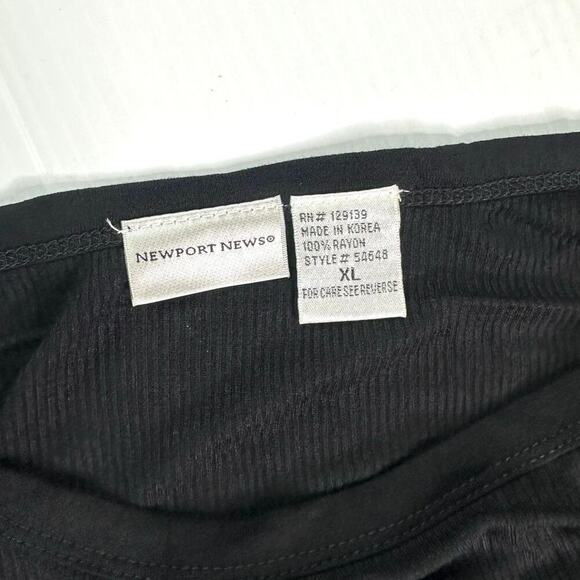 NEWPORT NEWS®
RN# 129139
MADE IN KOREA
100% RAYON
STYLE# 54648
XL
FOR CARE SEE REVERSE